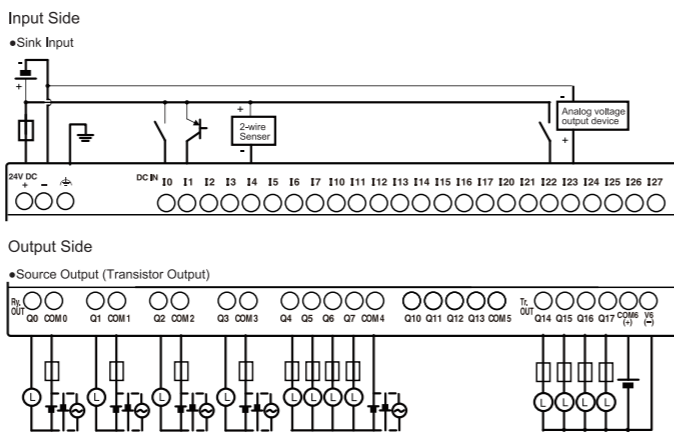 Input Side
●Sink Input
-
+
+
2-wire
Senser
-
-
Analog voltage
output device
+
24V DC
+ −
DC IN I0 I1 I2 I3 I4 I5 I6 I7 I10 I11 I12 I13 I14 I15 I16 I17 I20 I21 I22 I23 I24 I25 I26 I27
Output Side
●Source Output (Transistor Output)
Ry. OUT Q0 COM0 Q1 COM1 Q2 COM2 Q3 COM3 Q4 Q5 Q6 Q7 COM4 Q10 Q11 Q12 Q13 COM5 Tr. OUT Q14 Q15 Q16 Q17 COM6 (+) V6 (−)
L L L L L L L L L L L L